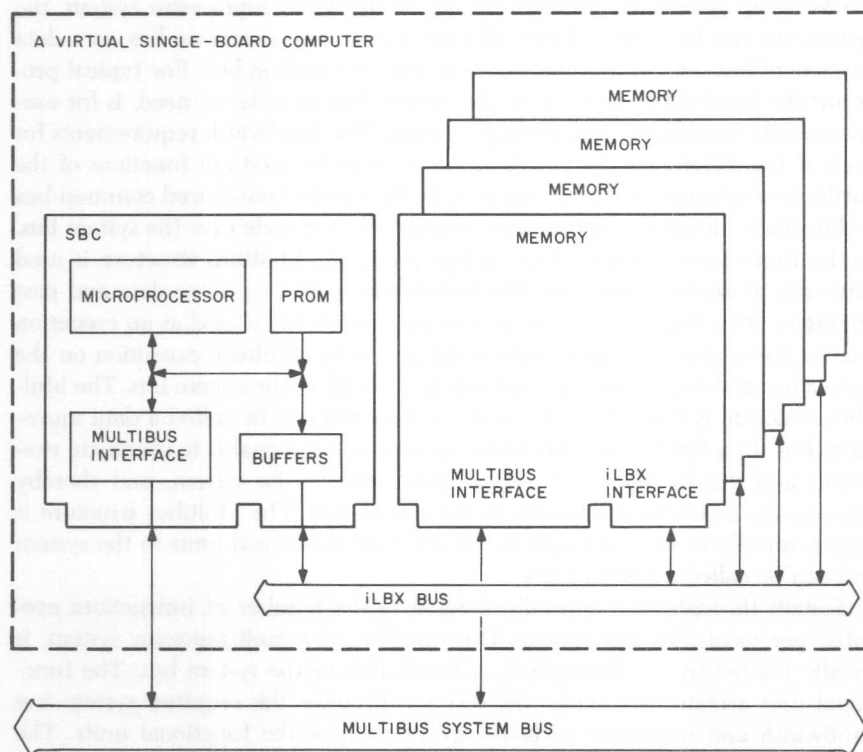 A VIRTUAL SINGLE-BOARD COMPUTER
MEMORY
MEMORY
MEMORY
MEMORY
SBC
MICROPROCESSOR
PROM
MULTIBUS
INTERFACE
BUFFERS
MULTIBUS
INTERFACE
iLBX
INTERFACE
iLBX BUS
MULTIBUS SYSTEM BUS